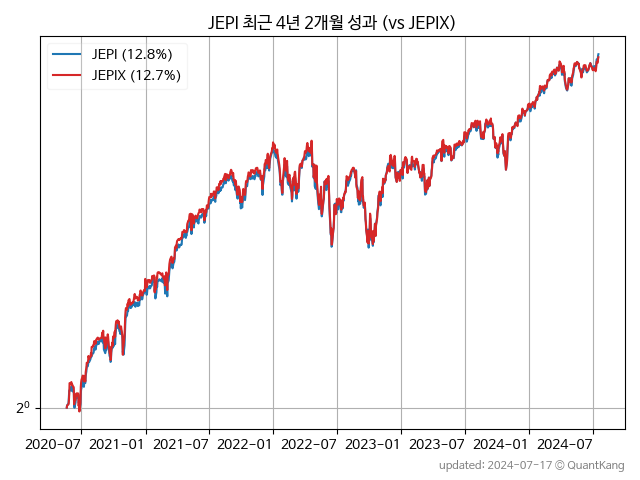 JEPI 최근 4년 2개월 성과 (vs JEPIX)
JEPI (12.8%)
JEPIX (12.7%)
2⁰
2020-07 2021-01 2021-07 2022-01 2022-07 2023-01 2023-07 2024-01 2024-07
updated: 2024-07-17 © QuantKang